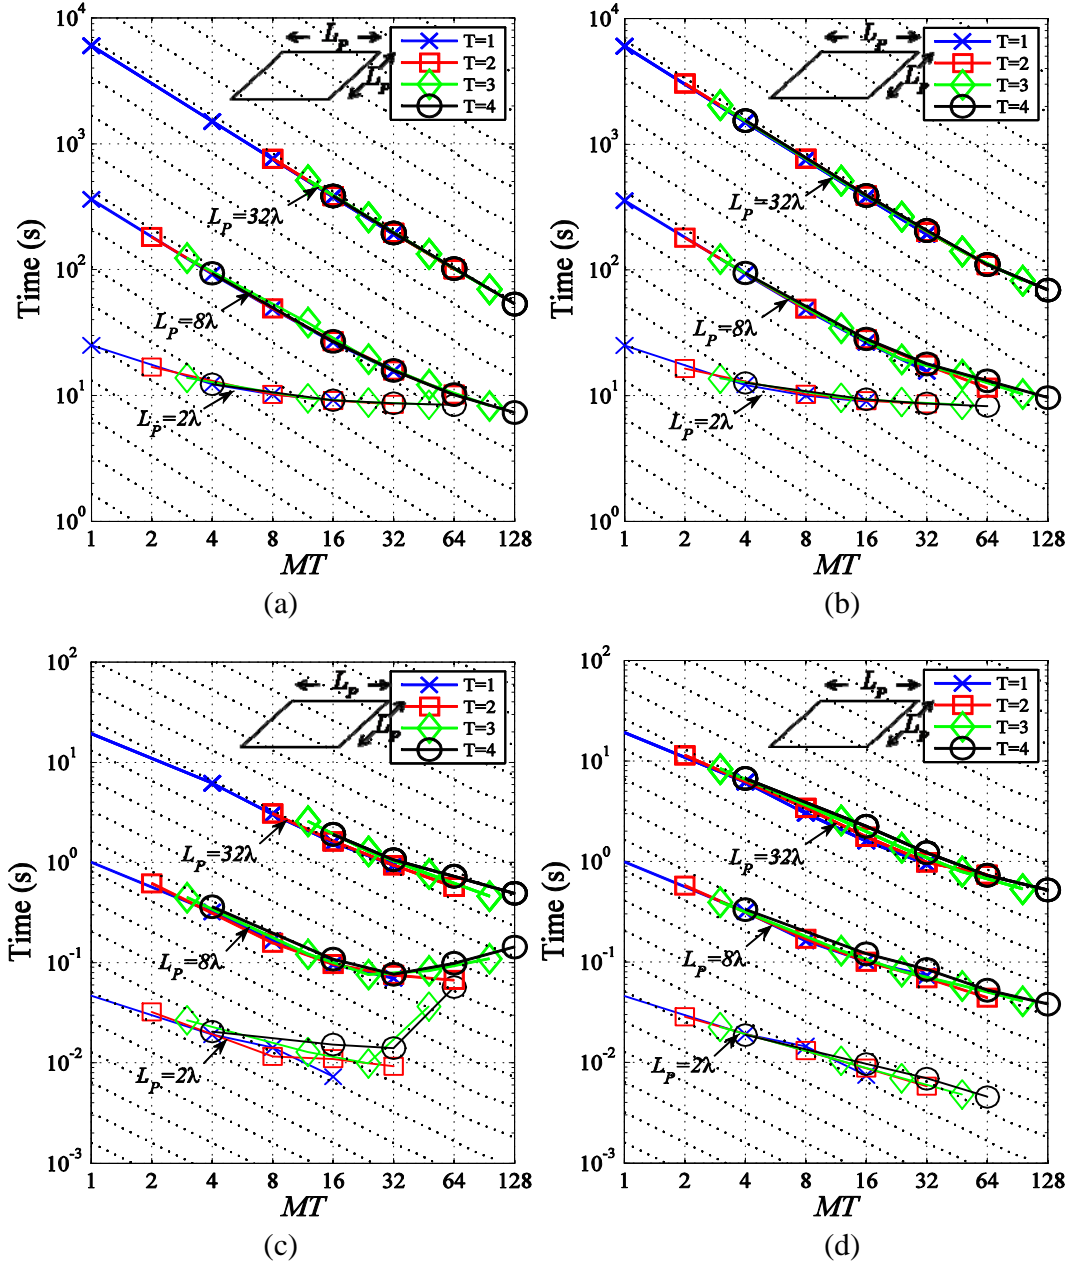 10^4
10^3
10^2
10^1
10^0
Time (s)
L_P
L_P
T=1
T=2
T=3
T=4
L_P=32λ
L_P=8λ
L_P=2λ
1 2 4 8 16 32 64 128
MT
(a)
10^4
10^3
10^2
10^1
10^0
Time (s)
L_P
L_P
T=1
T=2
T=3
T=4
L_P=32λ
L_P=8λ
L_P=2λ
1 2 4 8 16 32 64 128
MT
(b)
10^2
10^1
10^0
10^-1
10^-2
10^-3
Time (s)
L_P
L_P
T=1
T=2
T=3
T=4
L_P=32λ
L_P=8λ
L_P=2λ
1 2 4 8 16 32 64 128
MT
(c)
10^2
10^1
10^0
10^-1
10^-2
10^-3
Time (s)
L_P
L_P
T=1
T=2
T=3
T=4
L_P=32λ
L_P=8λ
L_P=2λ
1 2 4 8 16 32 64 128
MT
(d)